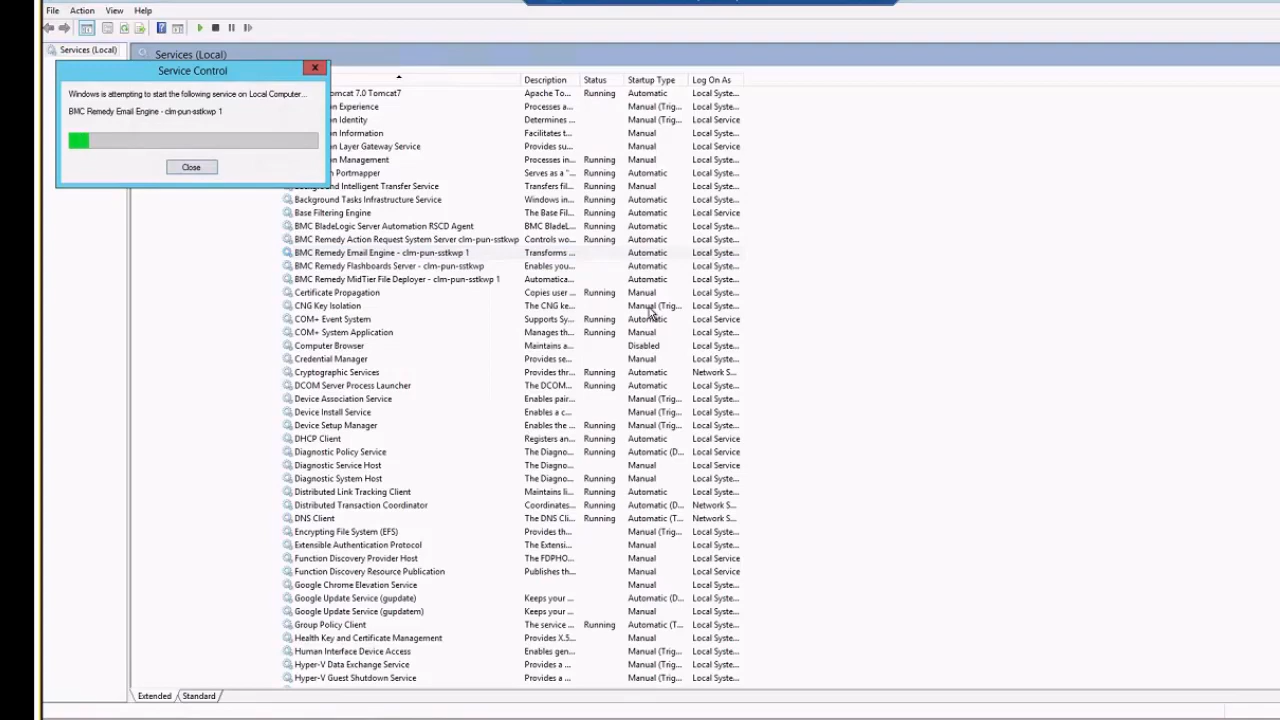 File Action View Help
Services (Local)
Services (Local)
Service Control
Windows is attempting to start the following service on Local Computer...
BMC Remedy Email Engine - clm-pun-sstkwp 1
Close
Description Status Startup Type Log On As
omcat 7.0 Tomcat7 Apache To... Running Automatic Local Syste...
on Experience Processes a... Manual (Trig... Local Syste...
on Identity Determines ... Manual (Trig... Local Service
on Information Facilitates t... Manual Local Syste...
on Layer Gateway Service Provides su... Manual Local Service
on Management Processes in... Running Manual Local Syste...
n Portmapper Serves as a "... Running Automatic Local Syste...
Background Intelligent Transfer Service Transfers fil... Manual Local Syste...
Background Tasks Infrastructure Service Windows in... Running Automatic Local Syste...
Base Filtering Engine The Base Fil... Running Automatic Local Service
BMC BladeLogic Server Automation RSCD Agent BMC BladeL... Running Automatic Local Syste...
BMC Remedy Action Request System Server clm-pun-sstkwp Controls wo... Running Automatic Local Syste...
BMC Remedy Email Engine - clm-pun-sstkwp 1 Transforms ... Automatic Local Syste...
BMC Remedy Flashboards Server - clm-pun-sstkwp Enables you... Automatic Local Syste...
BMC Remedy MidTier File Deployer - clm-pun-sstkwp 1 Automatica... Automatic Local Syste...
Certificate Propagation Copies user ... Running Manual Local Syste...
CNG Key Isolation The CNG ke... Manual (Trig... Local Syste...
COM+ Event System Supports Sy... Running Automatic Local Service
COM+ System Application Manages th... Running Manual Local Syste...
Computer Browser Maintains a... Disabled Local Syste...
Credential Manager Provides se... Manual Local Syste...
Cryptographic Services Provides thr... Running Automatic Network S...
DCOM Server Process Launcher The DCOM... Running Automatic Local Syste...
Device Association Service Enables pair... Manual (Trig... Local Syste...
Device Install Service Enables a c... Manual (Trig... Local Syste...
Device Setup Manager Enables the ... Running Manual (Trig... Local Syste...
DHCP Client Registers an... Running Automatic Local Service
Diagnostic Policy Service The Diagno... Running Automatic (D... Local Service
Diagnostic Service Host The Diagno... Manual Local Service
Diagnostic System Host The Diagno... Running Manual Local Syste...
Distributed Link Tracking Client Maintains li... Running Automatic Local Syste...
Distributed Transaction Coordinator Coordinates... Running Automatic (D... Network S...
DNS Client The DNS Cli... Running Automatic (T... Network S...
Encrypting File System (EFS) Provides th... Manual (Trig... Local Syste...
Extensible Authentication Protocol The Extensi... Manual Local Syste...
Function Discovery Provider Host The FDPHO... Manual Local Service
Function Discovery Resource Publication Publishes th... Manual Local Service
Google Chrome Elevation Service Manual Local Syste...
Google Update Service (gupdate) Keeps your ... Automatic (D... Local Syste...
Google Update Service (gupdatem) Keeps your ... Manual Local Syste...
Group Policy Client The service ... Running Automatic (T... Local Syste...
Health Key and Certificate Management Provides X.5... Manual Local Syste...
Human Interface Device Access Enables gen... Manual (Trig... Local Syste...
Hyper-V Data Exchange Service Provides a ... Manual (Trig... Local Syste...
Hyper-V Guest Shutdown Service Provides a ... Manual (Trig... Local Syste...
Extended Standard